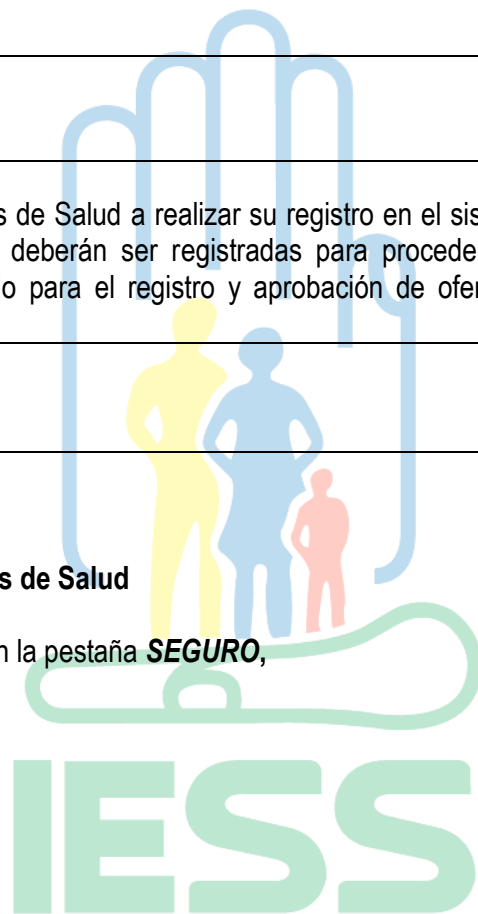 s de Salud a realizar su registro en el sis
deberán ser registradas para procede
o para el registro y aprobación de ofer
s de Salud
n la pestaña SEGURO,
IESS